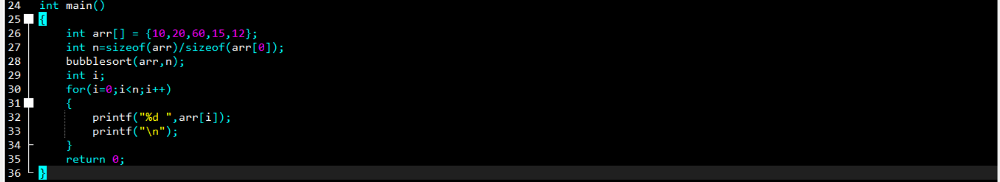 24 int main()
25 {
26 int arr[] = {10,20,60,15,12};
27 int n=sizeof(arr)/sizeof(arr[0]);
28 bubblesort(arr,n);
29 int i;
30 for(i=0;i<n;i++)
31 {
32 printf("%d ",arr[i]);
33 printf("\n");
34 }
35 return 0;
36 }